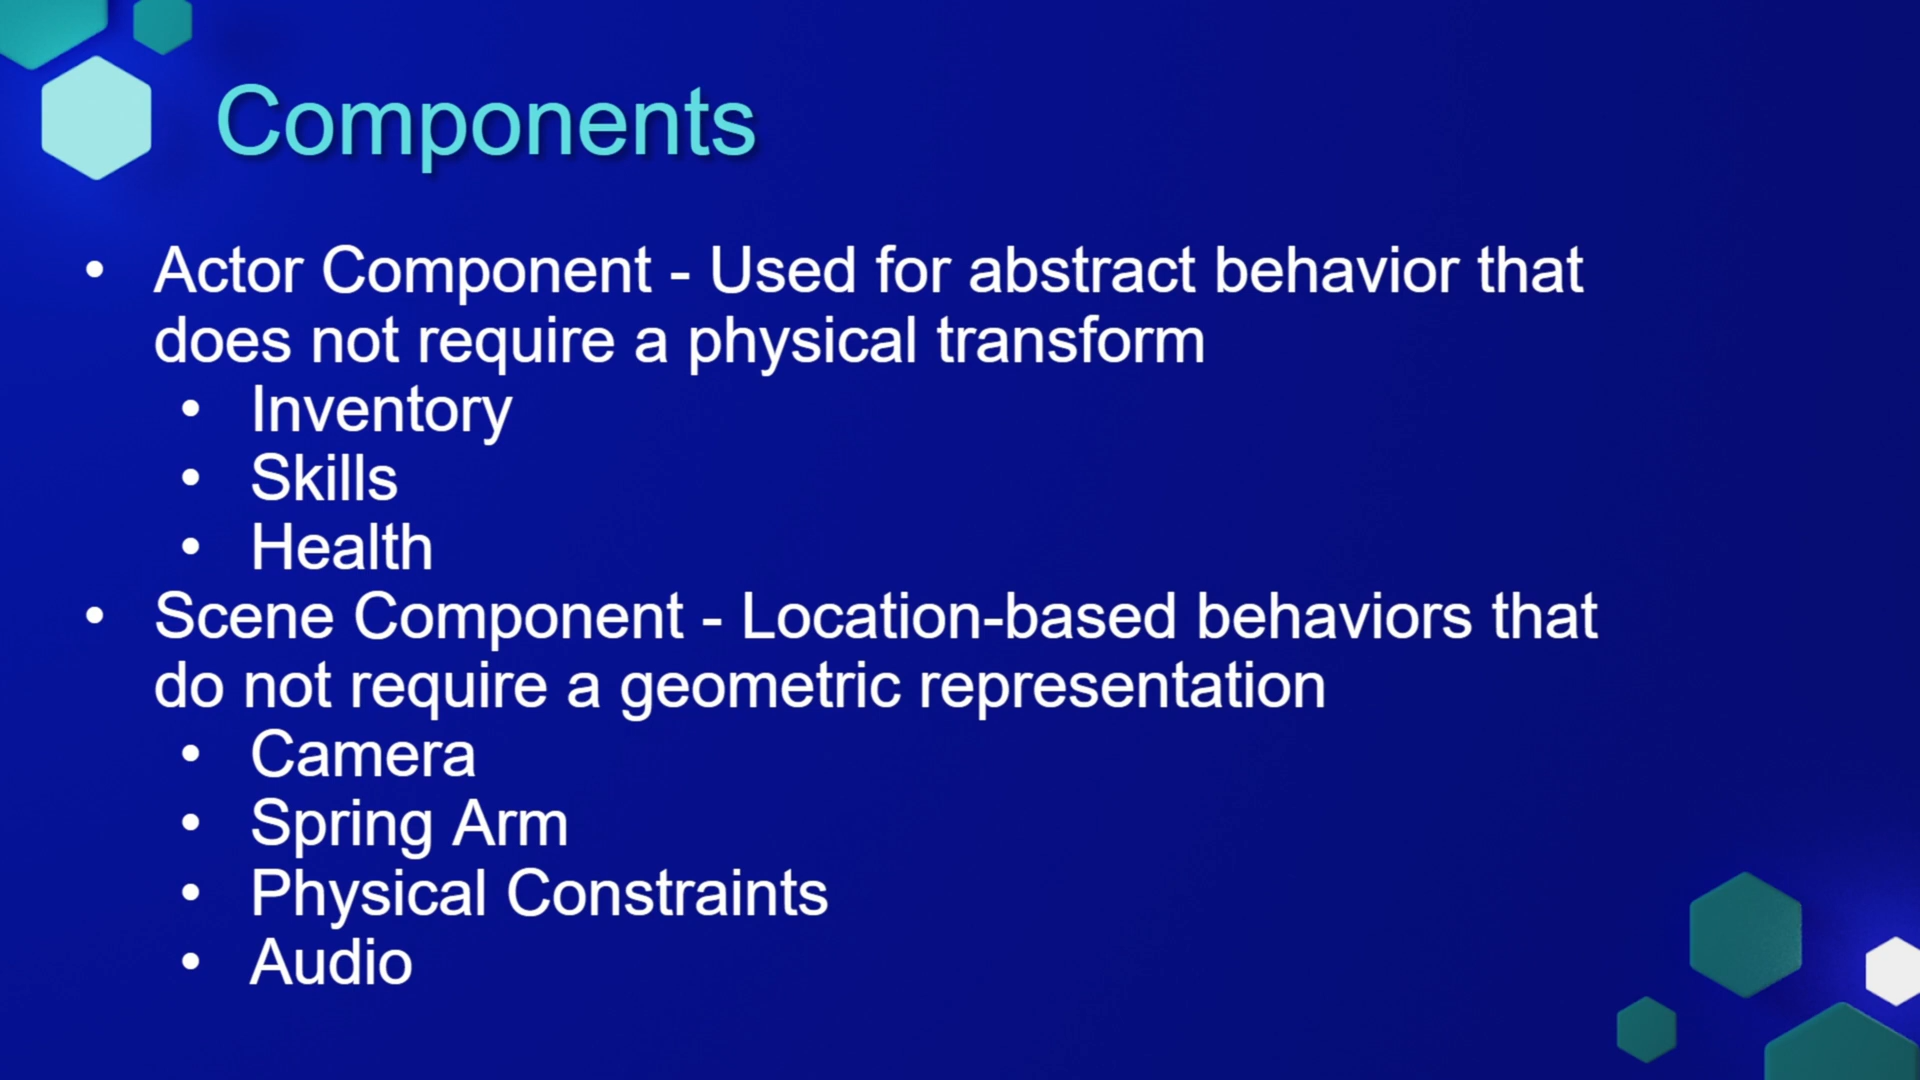 Components
• Actor Component - Used for abstract behavior that
does not require a physical transform
• Inventory
• Skills
• Health
• Scene Component - Location-based behaviors that
do not require a geometric representation
• Camera
• Spring Arm
• Physical Constraints
• Audio